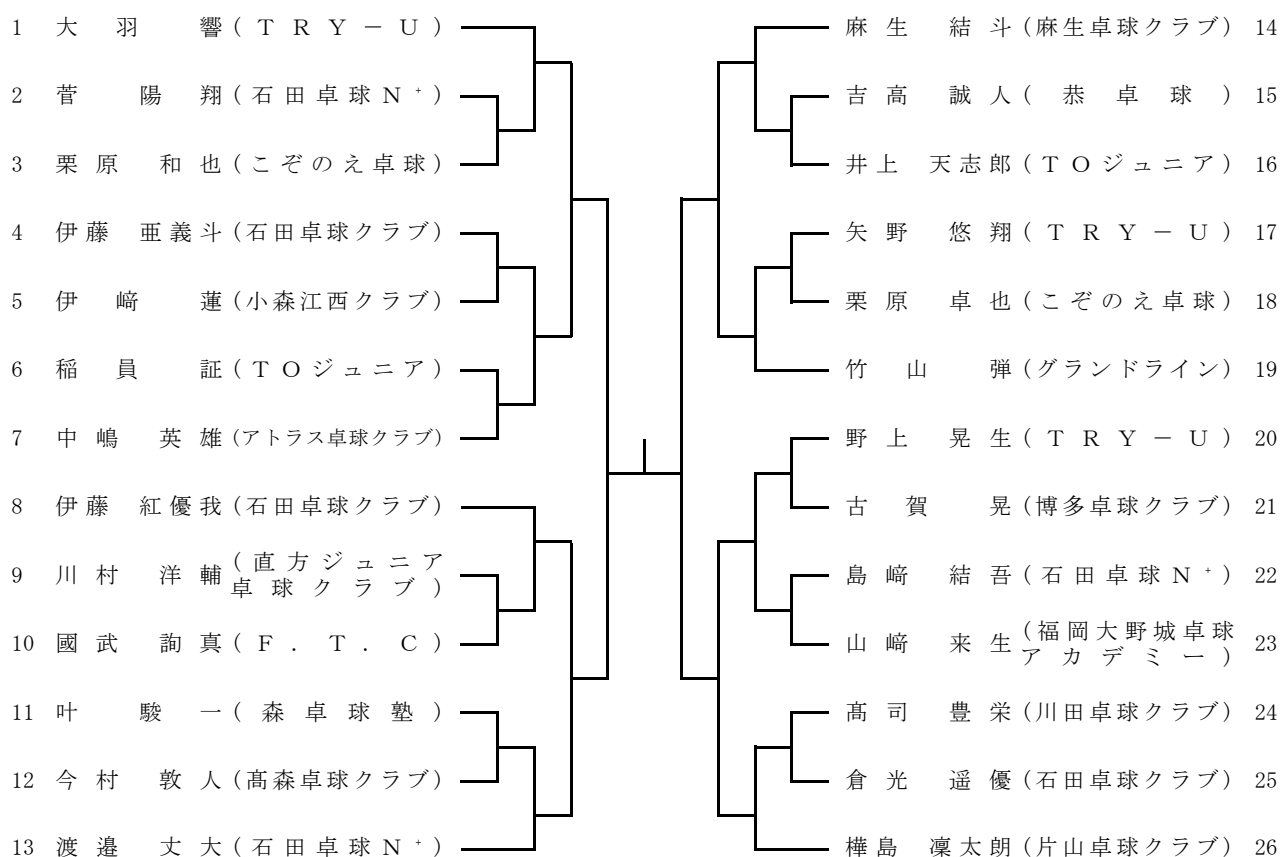 1 大羽 響(TRY-U)
2 菅 陽翔(石田卓球N+)
3 栗原 和也(こぞのえ卓球)
4 伊藤 亜義斗(石田卓球クラブ)
5 伊﨑 蓮(小森江西クラブ)
6 稲員 証(TOジュニア)
7 中嶋 英雄(アトラス卓球クラブ)
8 伊藤 紅優我(石田卓球クラブ)
9 川村 洋輔(直方ジュニア
卓球クラブ)
10 國武 詢真(F.T.C)
11 叶 駿一(森卓球塾)
12 今村 敦人(髙森卓球クラブ)
13 渡邉 丈大(石田卓球N+)
麻生 結斗(麻生卓球クラブ) 14
吉高 誠人(恭卓球) 15
井上 天志郎(TOジュニア) 16
矢野 悠翔(TRY-U) 17
栗原 卓也(こぞのえ卓球) 18
竹山 弾(グランドライン) 19
野上 晃生(TRY-U) 20
古賀 晃(博多卓球クラブ) 21
島﨑 結吾(石田卓球N+) 22
山﨑 来生(福岡大野城卓球
アカデミー) 23
髙司 豊栄(川田卓球クラブ) 24
倉光 遥優(石田卓球クラブ) 25
樺島 凜太朗(片山卓球クラブ) 26